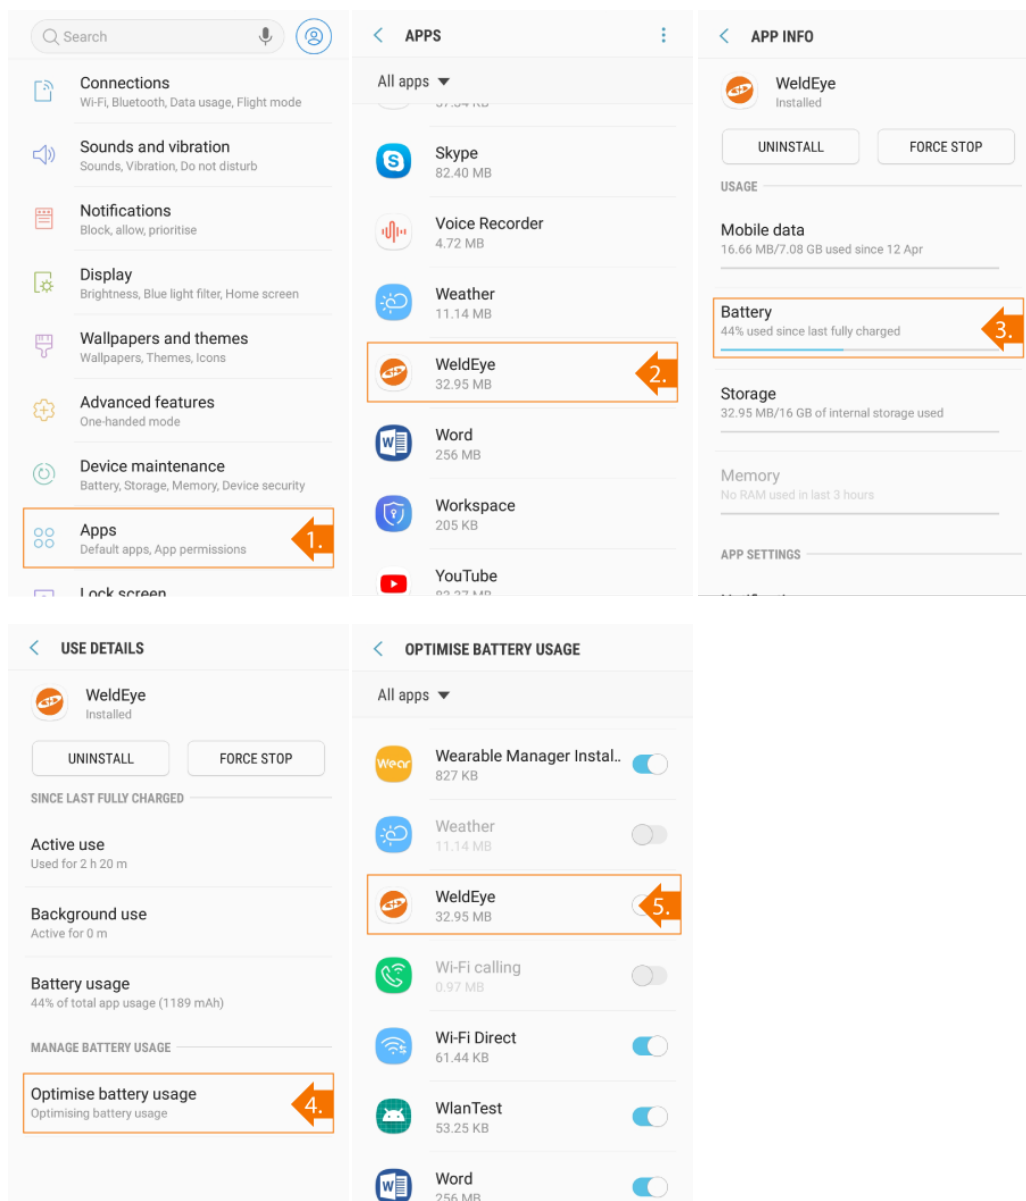 Search
Connections
Wi-Fi, Bluetooth, Data usage, Flight mode
Sounds and vibration
Sounds, Vibration, Do not disturb
Notifications
Block, allow, prioritise
Display
Brightness, Blue light filter, Home screen
Wallpapers and themes
Wallpapers, Themes, Icons
Advanced features
One-handed mode
Device maintenance
Battery, Storage, Memory, Device security
Apps
Default apps, App permissions
1.
Lock screen
APPS
All apps
Skype
82.40 MB
Voice Recorder
4.72 MB
Weather
11.14 MB
WeldEye
32.95 MB
2.
Word
256 MB
Workspace
205 KB
YouTube
APP INFO
WeldEye
Installed
UNINSTALL FORCE STOP
USAGE
Mobile data
16.66 MB/7.08 GB used since 12 Apr
Battery
44% used since last fully charged
3.
Storage
32.95 MB/16 GB of internal storage used
Memory
No RAM used in last 3 hours
APP SETTINGS
USE DETAILS
WeldEye
Installed
UNINSTALL FORCE STOP
SINCE LAST FULLY CHARGED
Active use
Used for 2 h 20 m
Background use
Active for 0 m
Battery usage
44% of total app usage (1189 mAh)
MANAGE BATTERY USAGE
Optimise battery usage
Optimising battery usage
4.
OPTIMISE BATTERY USAGE
All apps
Wear
Wearable Manager Instal..
827 KB
Weather
11.14 MB
WeldEye
32.95 MB
5.
Wi-Fi calling
0.97 MB
Wi-Fi Direct
61.44 KB
WlanTest
53.25 KB
Word
256 MB